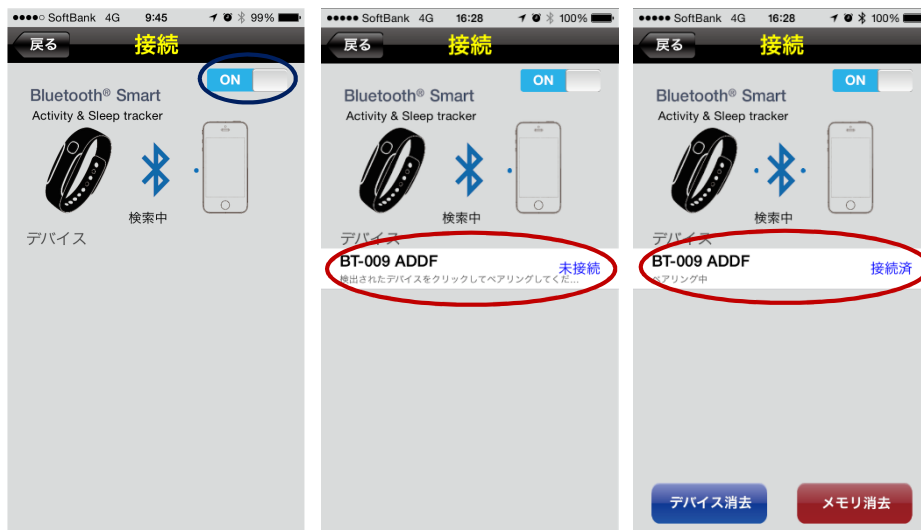 ●●●●○ SoftBank 4G 9:45 99%
戻る 接続
ON
Bluetooth® Smart
Activity & Sleep tracker
検索中
デバイス
●●●●● SoftBank 4G 16:28 100%
戻る 接続
ON
Bluetooth® Smart
Activity & Sleep tracker
検索中
デバイス
BT-009 ADDF 未接続
検出されたデバイスをクリックしてペアリングしてくだ...
●●●●● SoftBank 4G 16:28 100%
戻る 接続
ON
Bluetooth® Smart
Activity & Sleep tracker
検索中
デバイス
BT-009 ADDF 接続済
ペアリング中
デバイス消去 メモリ消去